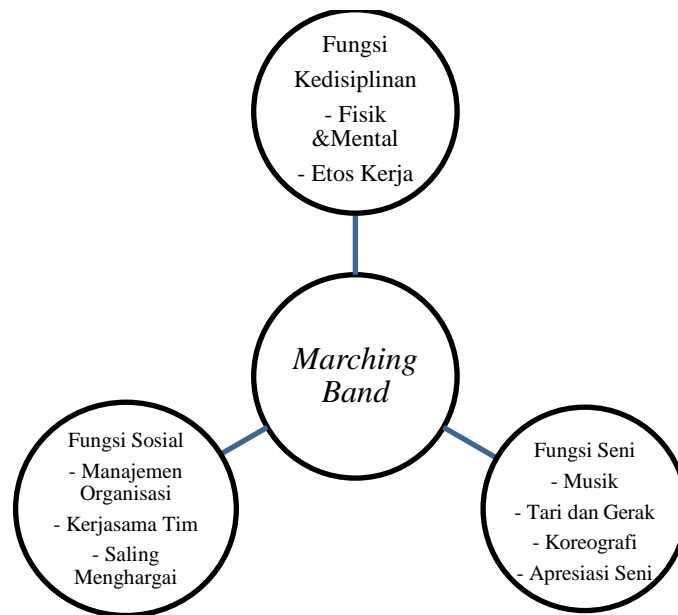 Fungsi
Kedisiplinan
- Fisik
&Mental
- Etos Kerja
Marching
Band
Fungsi Sosial
- Manajemen
Organisasi
- Kerjasama Tim
- Saling
Menghargai
Fungsi Seni
- Musik
- Tari dan Gerak
- Koreografi
- Apresiasi Seni